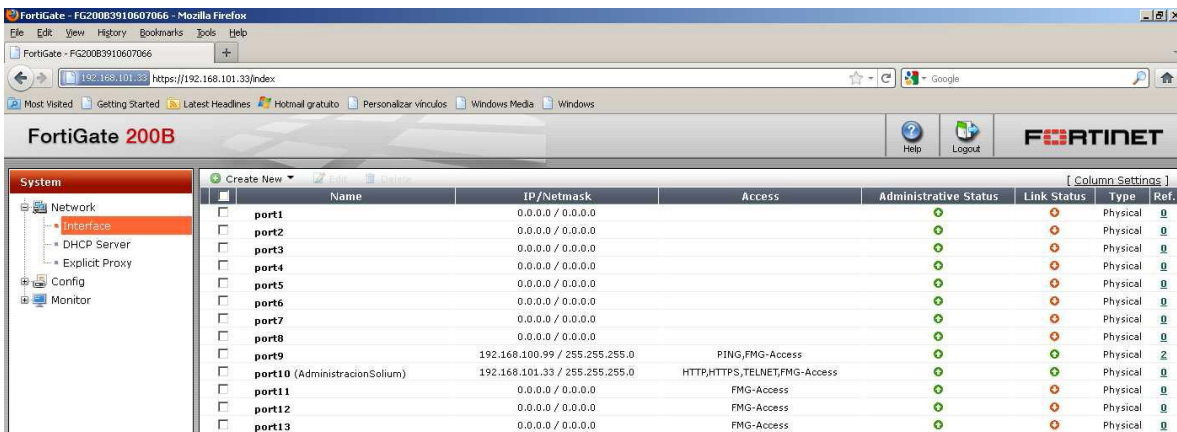 FortiGate - FG200B3910607066 - Mozilla Firefox
File Edit View History Bookmarks Tools Help
FortiGate - FG200B3910607066 +
192.168.101.33 https://192.168.101.33/index Google
Most Visited Getting Started Latest Headlines Hotmail gratuito Personalizar vínculos Windows Media Windows
FortiGate 200B Help Logout FORTINET
System
Network
Interface
DHCP Server
Explicit Proxy
Config
Monitor
Create New Edit Delete [ Column Settings ]
Name IP/Netmask Access Administrative Status Link Status Type Ref.
port1 0.0.0.0 / 0.0.0.0 Physical 0
port2 0.0.0.0 / 0.0.0.0 Physical 0
port3 0.0.0.0 / 0.0.0.0 Physical 0
port4 0.0.0.0 / 0.0.0.0 Physical 0
port5 0.0.0.0 / 0.0.0.0 Physical 0
port6 0.0.0.0 / 0.0.0.0 Physical 0
port7 0.0.0.0 / 0.0.0.0 Physical 0
port8 0.0.0.0 / 0.0.0.0 Physical 0
port9 192.168.100.99 / 255.255.255.0 PING,FMG-Access Physical 2
port10 (AdministracionSolium) 192.168.101.33 / 255.255.255.0 HTTP,HTTPS,TELNET,FMG-Access Physical 0
port11 0.0.0.0 / 0.0.0.0 FMG-Access Physical 0
port12 0.0.0.0 / 0.0.0.0 FMG-Access Physical 0
port13 0.0.0.0 / 0.0.0.0 FMG-Access Physical 0